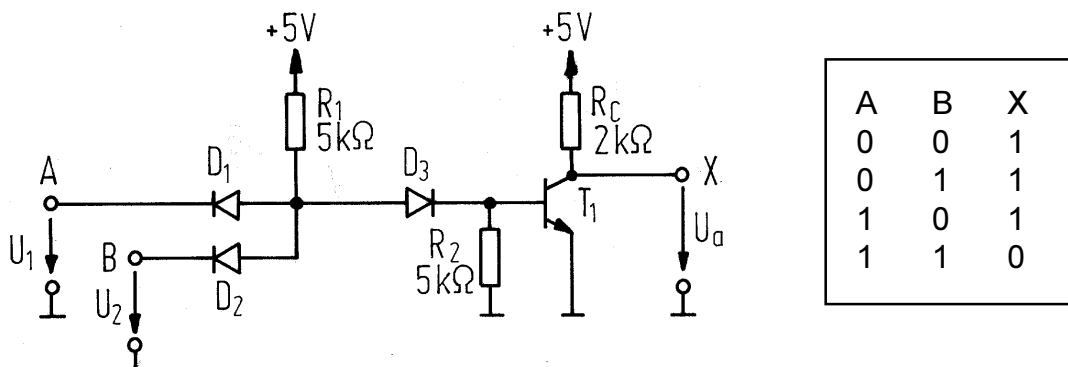 +5V
+5V
R1
5kΩ
RC
2kΩ
A
D1
D3
X
T1
U1
B
D2
R2
5kΩ
Ua
U2
A B X
0 0 1
0 1 1
1 0 1
1 1 0